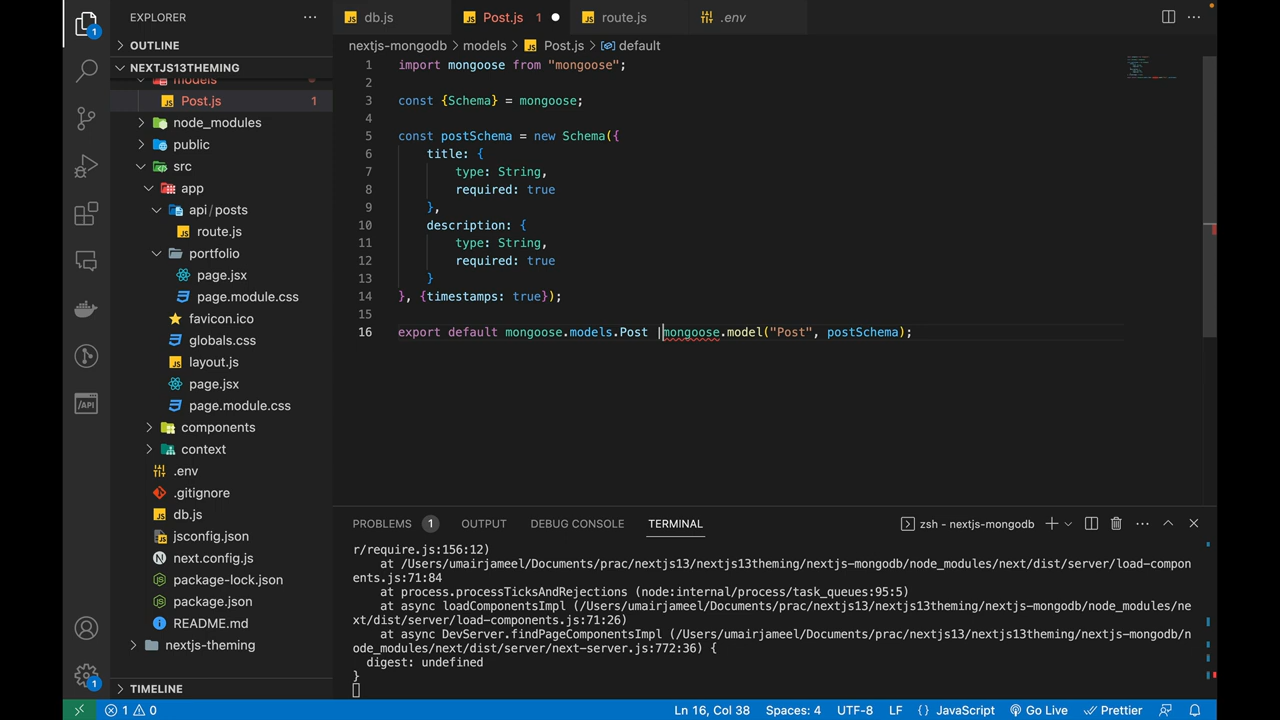 EXPLORER
db.js
Post.js 1
route.js
.env
OUTLINE
nextjs-mongodb > models > Post.js > default
NEXTJS13THEMING
models
Post.js 1
node_modules
public
src
app
api/posts
route.js
portfolio
page.jsx
page.module.css
favicon.ico
globals.css
layout.js
page.jsx
page.module.css
components
context
.env
.gitignore
db.js
jsconfig.json
next.config.js
package-lock.json
package.json
README.md
nextjs-theming
TIMELINE
1 import mongoose from "mongoose";
2
3 const {Schema} = mongoose;
4
5 const postSchema = new Schema({
6 title: {
7 type: String,
8 required: true
9 },
10 description: {
11 type: String,
12 required: true
13 }
14 }, {timestamps: true});
15
16 export default mongoose.models.Post |mongoose.model("Post", postSchema);
PROBLEMS 1 OUTPUT DEBUG CONSOLE TERMINAL
zsh - nextjs-mongodb
r/require.js:156:12)
at /Users/umairjameel/Documents/prac/nextjs13/nextjs13theming/nextjs-mongodb/node_modules/next/dist/server/load-compon
ents.js:71:84
at process.processTicksAndRejections (node:internal/process/task_queues:95:5)
at async loadComponentsImpl (/Users/umairjameel/Documents/prac/nextjs13/nextjs13theming/nextjs-mongodb/node_modules/ne
xt/dist/server/load-components.js:71:26)
at async DevServer.findPageComponentsImpl (/Users/umairjameel/Documents/prac/nextjs13/nextjs13theming/nextjs-mongodb/n
ode_modules/next/dist/server/next-server.js:772:36) {
digest: undefined
}
1
/API
1
1 0
Ln 16, Col 38 Spaces: 4 UTF-8 LF {} JavaScript Go Live Prettier